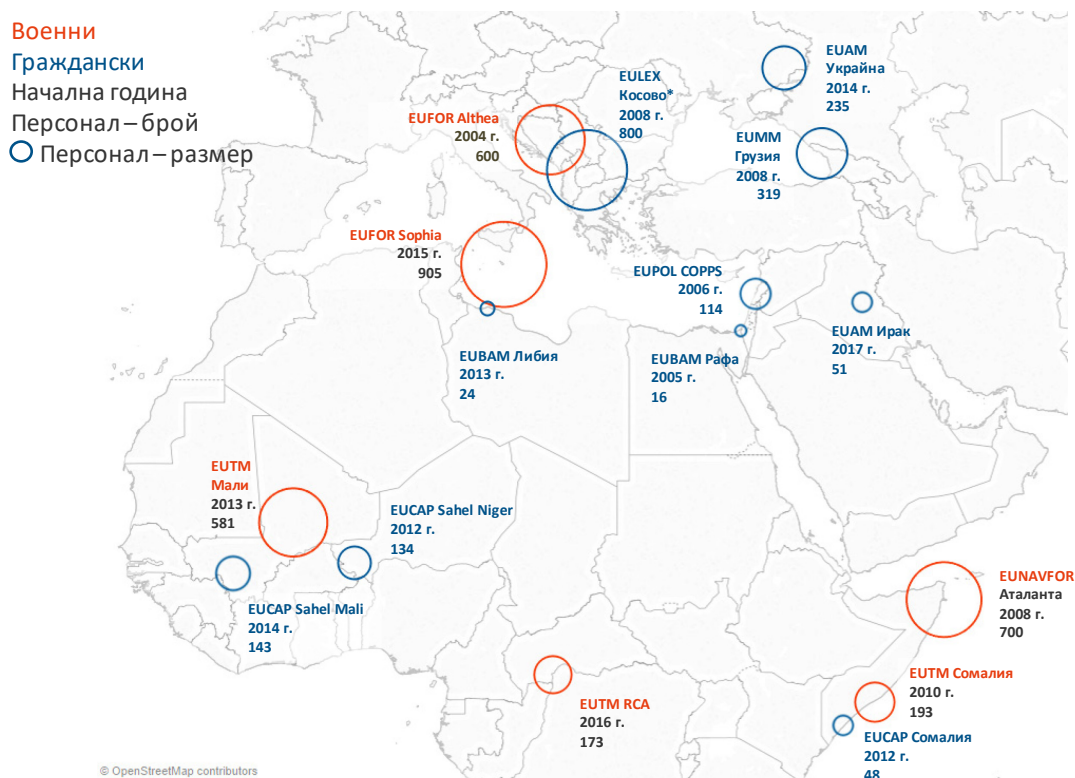 Военни
Граждански
Начална година
Персонал – брой
Персонал – размер
EUAM
Украйна
2014 г.
235
EULEX
Косово*
2008 г.
800
EUFOR Althea
2004 г.
600
EUMM
Грузия
2008 г.
319
EUFOR Sophia
2015 г.
905
EUPOL COPPS
2006 г.
114
EUAM Ирак
2017 г.
51
EUBAM Либия
2013 г.
24
EUBAM Рафа
2005 г.
16
EUTM
Мали
2013 г.
581
EUCAP Sahel Niger
2012 г.
134
EUCAP Sahel Mali
2014 г.
143
EUNAVFOR
Аталанта
2008 г.
700
EUTM RCA
2016 г.
173
EUTM Сомалия
2010 г.
193
EUCAP Сомалия
2012 г.
48
© OpenStreetMap contributors